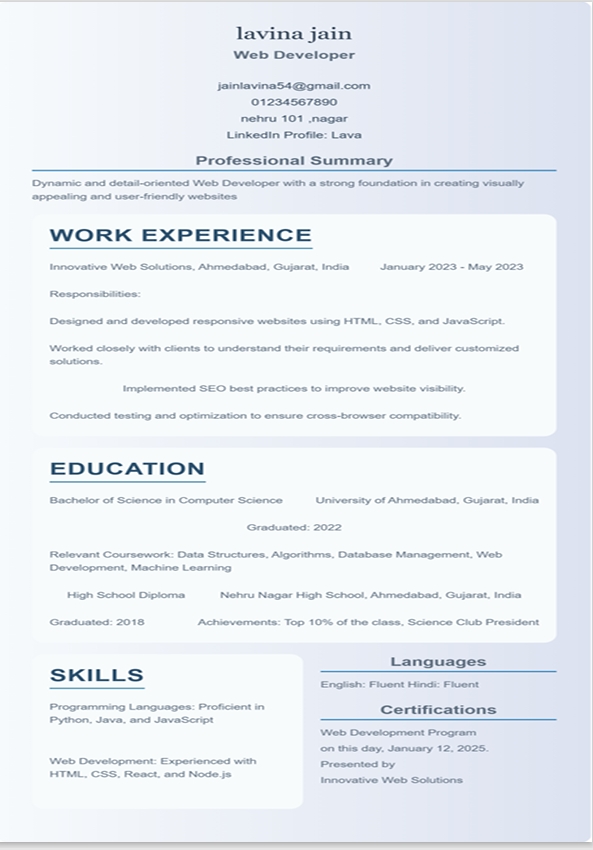 lavina jain
Web Developer
jainlavina54@gmail.com
01234567890
nehru 101 ,nagar
LinkedIn Profile: Lava
Professional Summary
Dynamic and detail-oriented Web Developer with a strong foundation in creating visually
appealing and user-friendly websites
WORK EXPERIENCE
Innovative Web Solutions, Ahmedabad, Gujarat, India January 2023 - May 2023
Responsibilities:
Designed and developed responsive websites using HTML, CSS, and JavaScript.
Worked closely with clients to understand their requirements and deliver customized
solutions.
Implemented SEO best practices to improve website visibility.
Conducted testing and optimization to ensure cross-browser compatibility.
EDUCATION
Bachelor of Science in Computer Science University of Ahmedabad, Gujarat, India
Graduated: 2022
Relevant Coursework: Data Structures, Algorithms, Database Management, Web
Development, Machine Learning
High School Diploma Nehru Nagar High School, Ahmedabad, Gujarat, India
Graduated: 2018 Achievements: Top 10% of the class, Science Club President
SKILLS
Programming Languages: Proficient in
Python, Java, and JavaScript
Web Development: Experienced with
HTML, CSS, React, and Node.js
Languages
English: Fluent Hindi: Fluent
Certifications
Web Development Program
on this day, January 12, 2025.
Presented by
Innovative Web Solutions